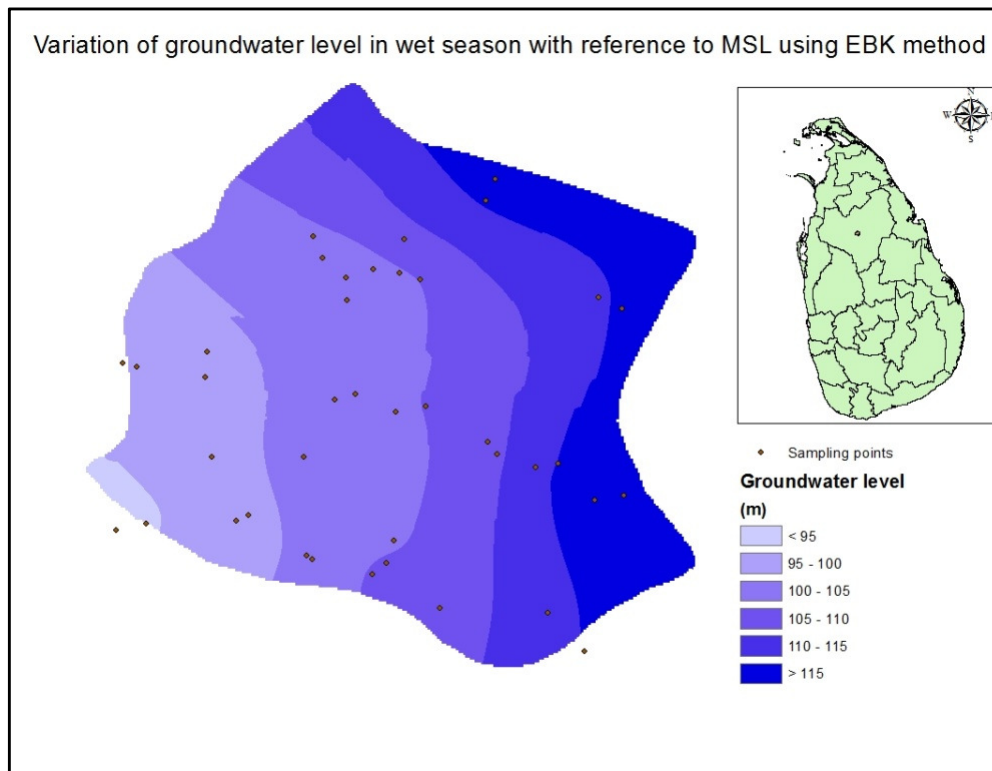 Variation of groundwater level in wet season with reference to MSL using EBK method
N
W
S
Sampling points
Groundwater level
(m)
< 95
95 - 100
100 - 105
105 - 110
110 - 115
> 115